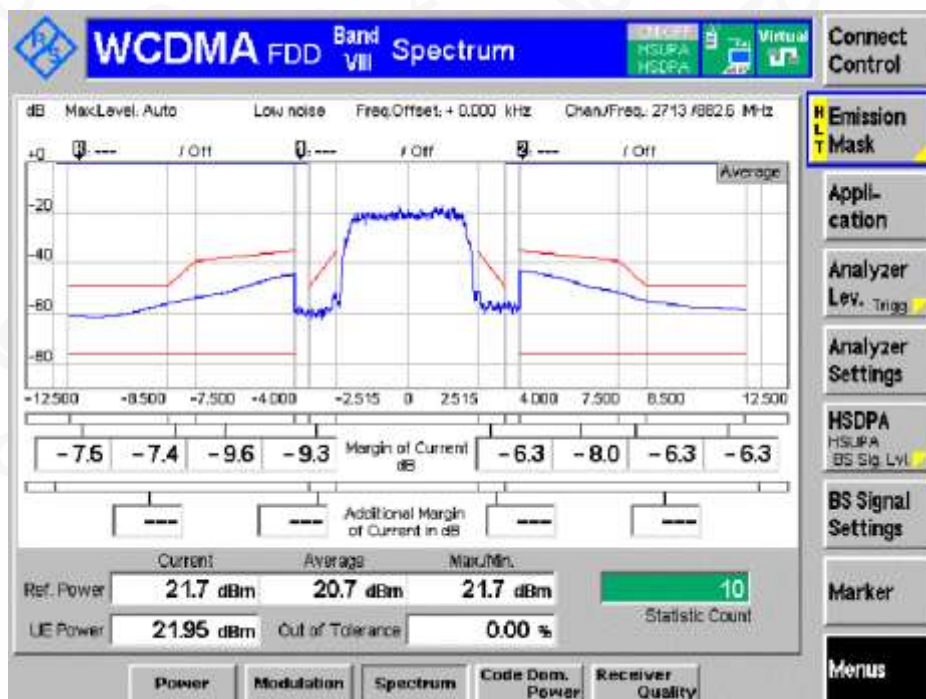 WCDMA FDD Band VIII Spectrum
HSUPA
HSDPA
Virtual
Connect Control
dB Max.Level: Auto Low noise Freq.Offset: + 0.000 kHz Chan./Freq.: 2713 /882.6 MHz
HLT Emission Mask
+0 --- / Off 1: --- / Off 2: --- / Off
Average
-20
-40
-60
-80
-12.500 -8.500 -7.500 -4.000 -2.515 0 2.515 4.000 7.500 8.500 12.500
Appli-
cation
Analyzer
Lev. Trigg
Analyzer
Settings
-7.6 -7.4 -9.6 -9.3 Margin of Current dB -6.3 -8.0 -6.3 -6.3
HSDPA
HSUPA
BS Sig. Lvl.
--- --- Additional Margin of Current in dB --- ---
BS Signal
Settings
Current Average Max./Min.
Ref. Power 21.7 dBm 20.7 dBm 21.7 dBm 10
Statistic Count
UE Power 21.95 dBm Out of Tolerance 0.00 %
Marker
Power Modulation Spectrum Code Dom. Power Receiver Quality
Menus